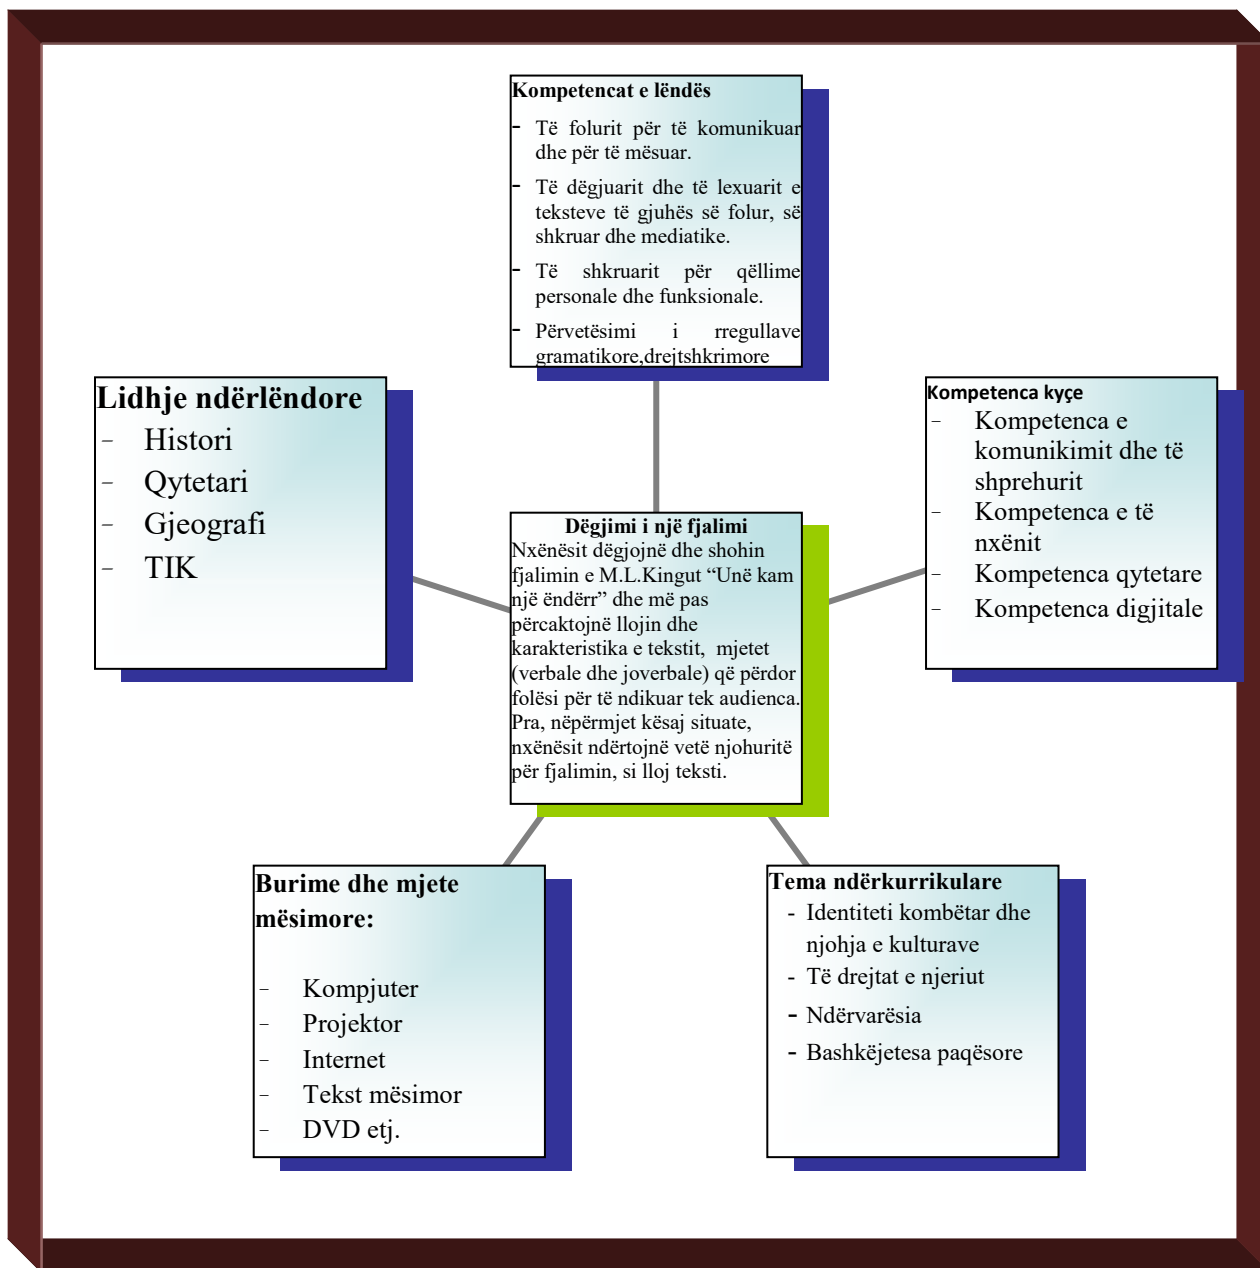 Kompetencat e lëndës
- Të folurit për të komunikuar
dhe për të mësuar.
- Të dëgjuarit dhe të lexuarit e
teksteve të gjuhës së folur, së
shkruar dhe mediatike.
- Të shkruarit për qëllime
personale dhe funksionale.
- Përvetësimi i rregullave
gramatikore,drejtshkrimore
Lidhje ndërlëndore
- Histori
- Qytetari
- Gjeografi
- TIK
Kompetenca kyçe
- Kompetenca e
komunikimit dhe të
shprehurit
- Kompetenca e të
nxënit
- Kompetenca qytetare
- Kompetenca digjitale
Dëgjimi i një fjalimi
Nxënësit dëgjojnë dhe shohin
fjalimin e M.L.Kingut “Unë kam
një ëndërr” dhe më pas
përcaktojnë llojin dhe
karakteristika e tekstit, mjetet
(verbale dhe joverbale) që përdor
folësi për të ndikuar tek audienca.
Pra, nëpërmjet kësaj situate,
nxënësit ndërtojnë vetë njohuritë
për fjalimin, si lloj teksti.
Burime dhe mjete
mësimore:
- Kompjuter
- Projektor
- Internet
- Tekst mësimor
- DVD etj.
Tema ndërkurrikulare
- Identiteti kombëtar dhe
njohja e kulturave
- Të drejtat e njeriut
- Ndërvarësia
- Bashkëjetesa paqësore